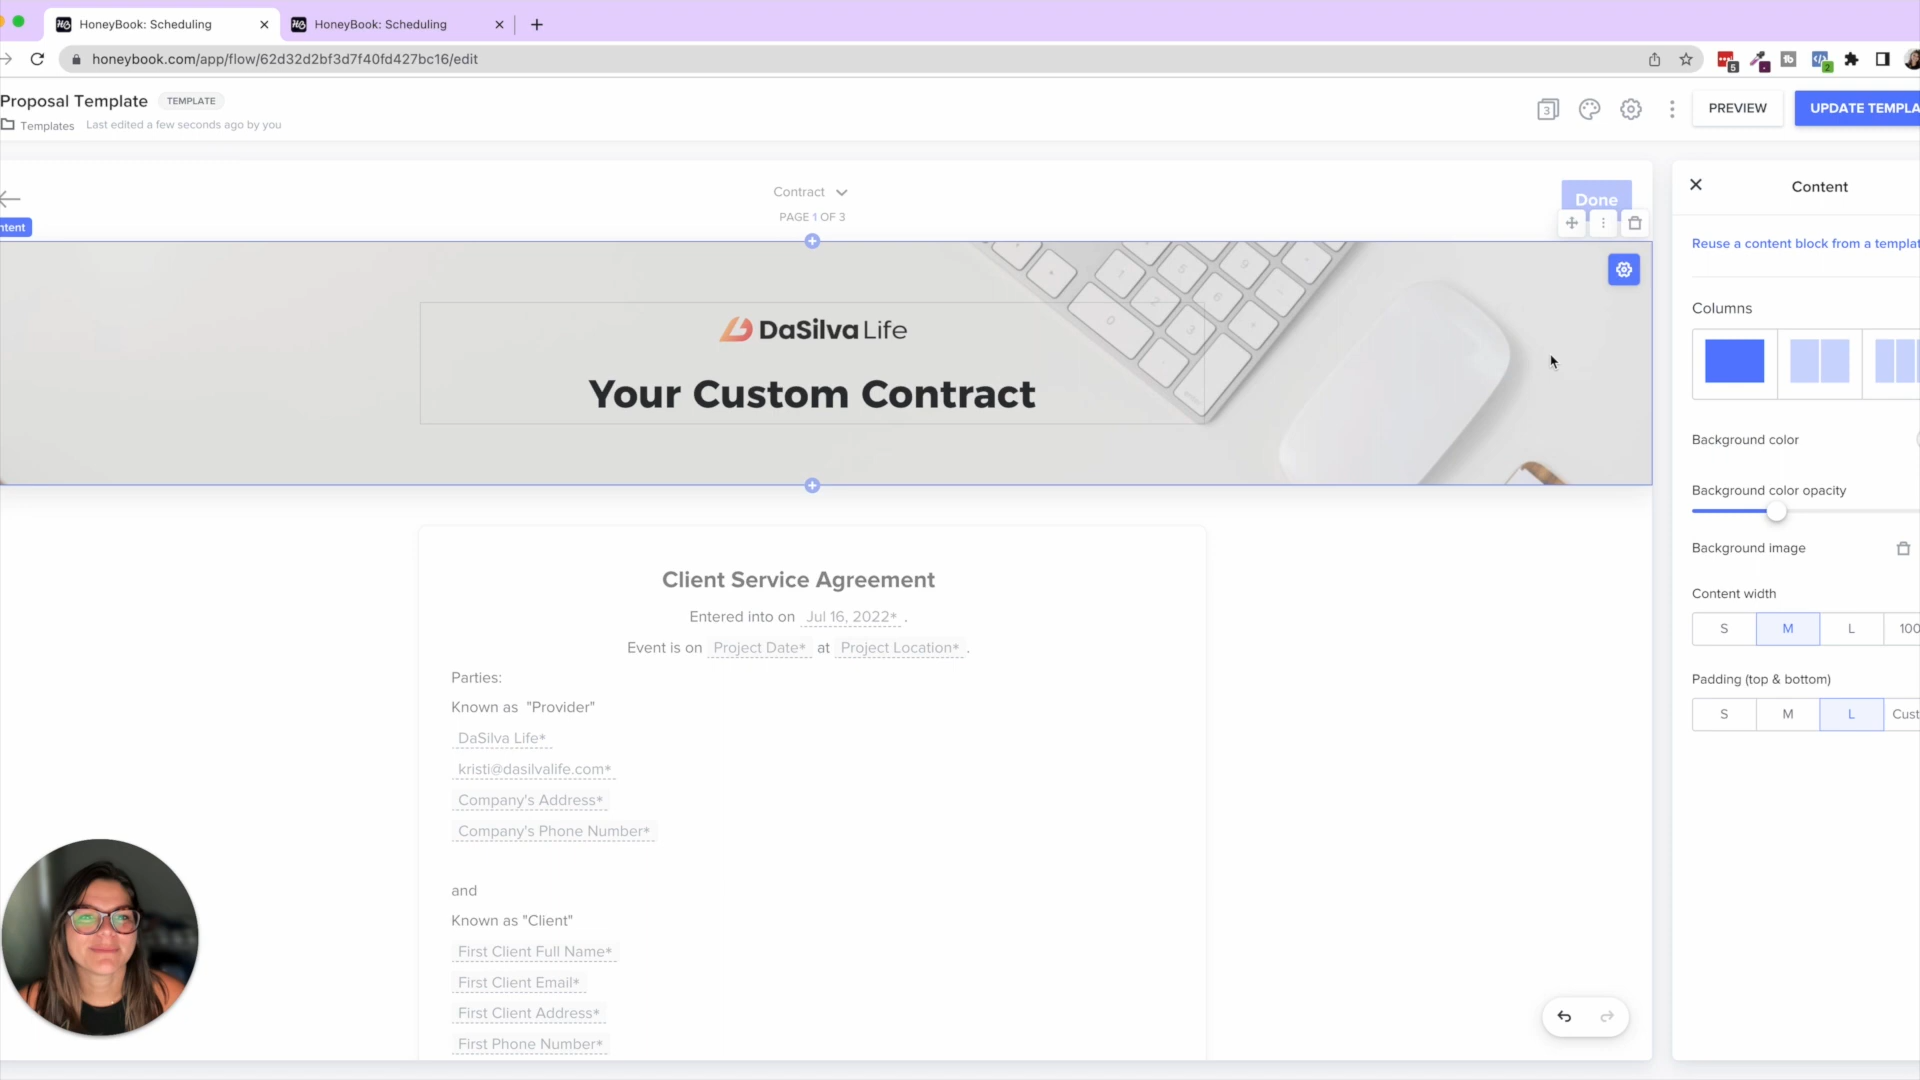 HoneyBook: Scheduling
HoneyBook: Scheduling
honeybook.com/app/flow/62d32d2bf3d7f40fd427bc16/edit
5
2
Proposal Template TEMPLATE
Templates Last edited a few seconds ago by you
3
PREVIEW
UPDATE TEMPLA
Contract
PAGE 1 OF 3
Done
ntent
DaSilva Life
Your Custom Contract
Client Service Agreement
Entered into on Jul 16, 2022* .
Event is on Project Date* at Project Location* .
Parties:
Known as "Provider"
DaSilva Life*
kristi@dasilvalife.com*
Company's Address*
Company's Phone Number*
and
Known as "Client"
First Client Full Name*
First Client Email*
First Client Address*
First Phone Number*
Content
Reuse a content block from a templat
Columns
Background color
Background color opacity
Background image
Content width
S M L 100
Padding (top & bottom)
S M L Cust